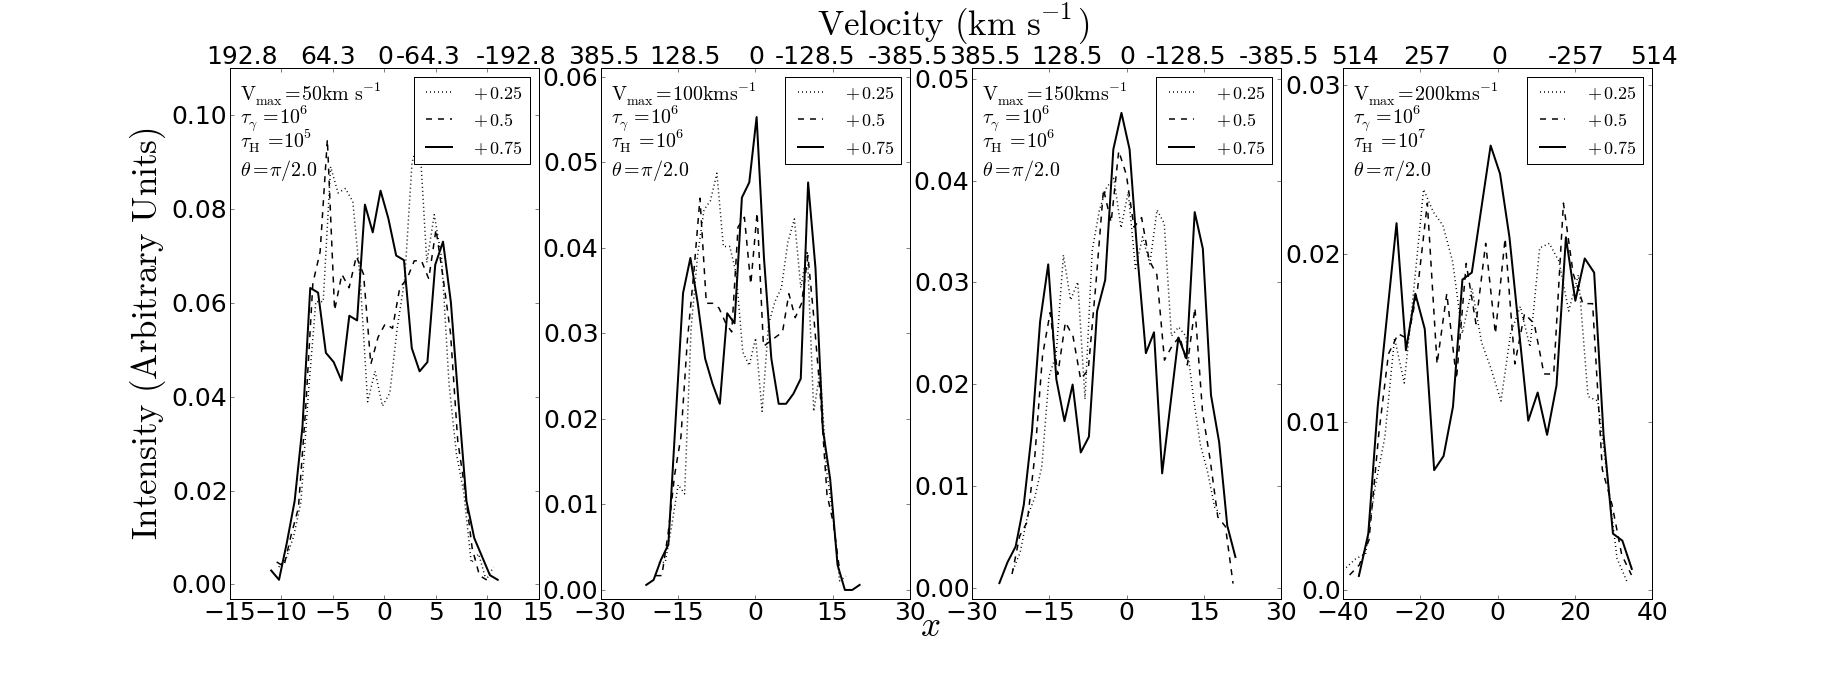 Velocity (km s⁻¹)
192.8 64.3 0 -64.3 -192.8 385.5 128.5 0 -128.5 -385.5 385.5 128.5 0 -128.5 -385.5 514 257 0 -257 514
Intensity (Arbitrary Units)
0.10
0.08
0.06
0.04
0.02
0.00
V_max=50km s⁻¹
τ_γ =10⁶
τ_H =10⁵
θ=π/2.0
+0.25
+0.5
+0.75
−15 −10 −5 0 5 10 15
0.06
0.05
0.04
0.03
0.02
0.01
0.00
V_max=100kms⁻¹
τ_γ =10⁶
τ_H =10⁶
θ=π/2.0
+0.25
+0.5
+0.75
−30 −15 0 15 30
0.05
0.04
0.03
0.02
0.01
0.00
V_max=150kms⁻¹
τ_γ =10⁶
τ_H =10⁶
θ=π/2.0
+0.25
+0.5
+0.75
−30 −15 0 15 30
0.03
0.02
0.01
0.0
V_max=200kms⁻¹
τ_γ =10⁶
τ_H =10⁷
θ=π/2.0
+0.25
+0.5
+0.75
−40 −20 0 20 40
x